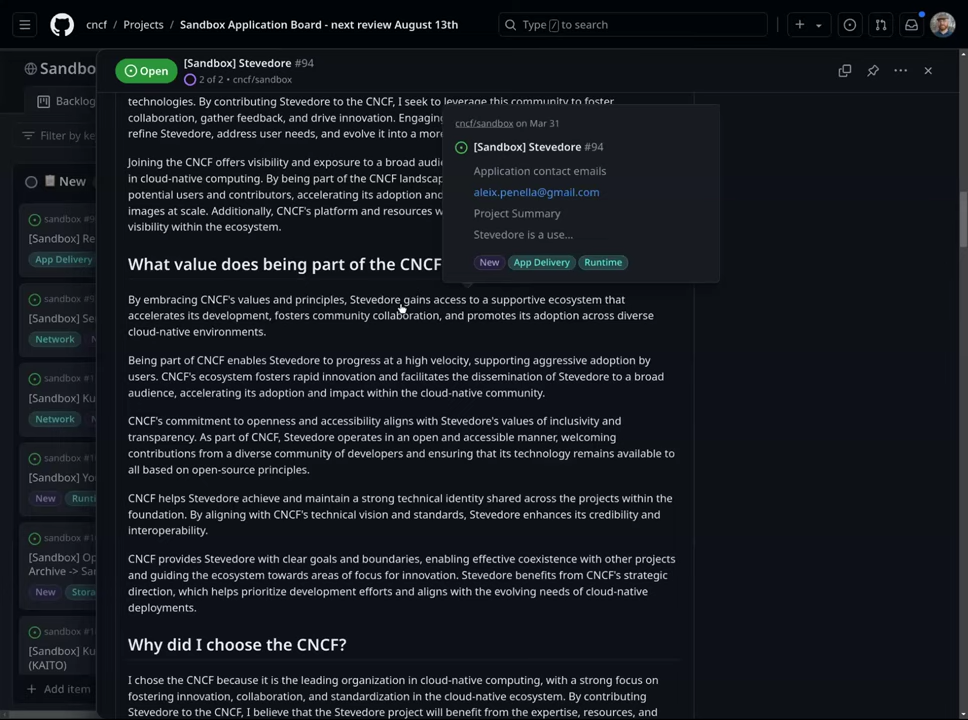 cncf / Projects / Sandbox Application Board - next review August 13th
Type / to search
Sandbo
Backlog
Filter by ke
New
sandbox #9
[Sandbox] Re
App Delivery
sandbox #9
[Sandbox] Se
Network
sandbox #1
[Sandbox] Ku
Network
sandbox #10
[Sandbox] Yo
New Runti
sandbox #10
[Sandbox] Op
Archive -> Sa
New Stora
sandbox #1
[Sandbox] Ku
(KAITO)
+ Add item
Open
[Sandbox] Stevedore #94
2 of 2 • cncf/sandbox
technologies. By contributing Stevedore to the CNCF, I seek to leverage this community to foster
collaboration, gather feedback, and drive innovation. Engaging
refine Stevedore, address user needs, and evolve it into a more
Joining the CNCF offers visibility and exposure to a broad audi
in cloud-native computing. By being part of the CNCF landscap
potential users and contributors, accelerating its adoption and
images at scale. Additionally, CNCF's platform and resources w
visibility within the ecosystem.
cncf/sandbox on Mar 31
[Sandbox] Stevedore #94
Application contact emails
aleix.penella@gmail.com
Project Summary
Stevedore is a use...
New App Delivery Runtime
What value does being part of the CNCF
By embracing CNCF's values and principles, Stevedore gains access to a supportive ecosystem that
accelerates its development, fosters community collaboration, and promotes its adoption across diverse
cloud-native environments.
Being part of CNCF enables Stevedore to progress at a high velocity, supporting aggressive adoption by
users. CNCF's ecosystem fosters rapid innovation and facilitates the dissemination of Stevedore to a broad
audience, accelerating its adoption and impact within the cloud-native community.
CNCF's commitment to openness and accessibility aligns with Stevedore's values of inclusivity and
transparency. As part of CNCF, Stevedore operates in an open and accessible manner, welcoming
contributions from a diverse community of developers and ensuring that its technology remains available to
all based on open-source principles.
CNCF helps Stevedore achieve and maintain a strong technical identity shared across the projects within the
foundation. By aligning with CNCF's technical vision and standards, Stevedore enhances its credibility and
interoperability.
CNCF provides Stevedore with clear goals and boundaries, enabling effective coexistence with other projects
and guiding the ecosystem towards areas of focus for innovation. Stevedore benefits from CNCF's strategic
direction, which helps prioritize development efforts and aligns with the evolving needs of cloud-native
deployments.
Why did I choose the CNCF?
I chose the CNCF because it is the leading organization in cloud-native computing, with a strong focus on
fostering innovation, collaboration, and standardization in the cloud-native ecosystem. By contributing
Stevedore to the CNCF, I believe that the Stevedore project will benefit from the expertise, resources, and